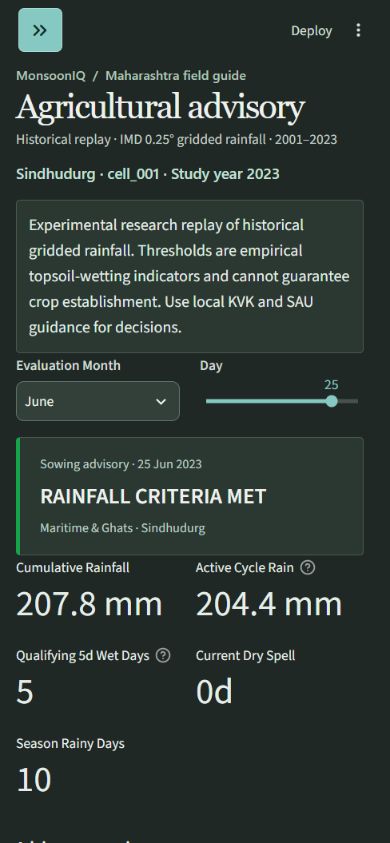 Deploy
MonsoonIQ / Maharashtra field guide
Agricultural advisory
Historical replay · IMD 0.25° gridded rainfall · 2001–2023
Sindhudurg · cell_001 · Study year 2023
Experimental research replay of historical
gridded rainfall. Thresholds are empirical
topsoil-wetting indicators and cannot guarantee
crop establishment. Use local KVK and SAU
guidance for decisions.
Evaluation Month
Day
June
25
Sowing advisory · 25 Jun 2023
RAINFALL CRITERIA MET
Maritime & Ghats · Sindhudurg
Cumulative Rainfall
207.8 mm
Active Cycle Rain
204.4 mm
Qualifying 5d Wet Days
5
Current Dry Spell
0d
Season Rainy Days
10